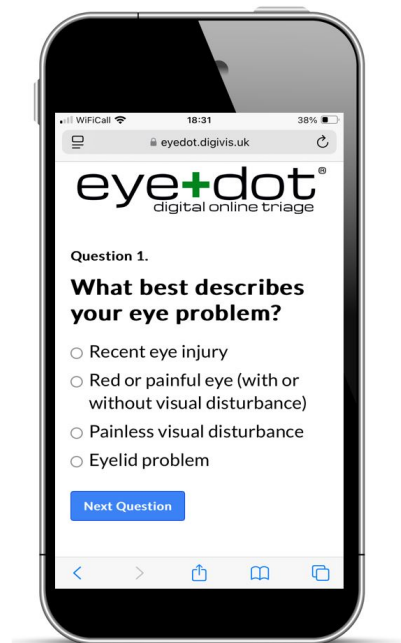 WiFiCall 18:31 38%
eyedot.digivis.uk
eye+dot®
digital online triage
Question 1.
What best describes
your eye problem?
Recent eye injury
Red or painful eye (with or
without visual disturbance)
Painless visual disturbance
Eyelid problem
Next Question